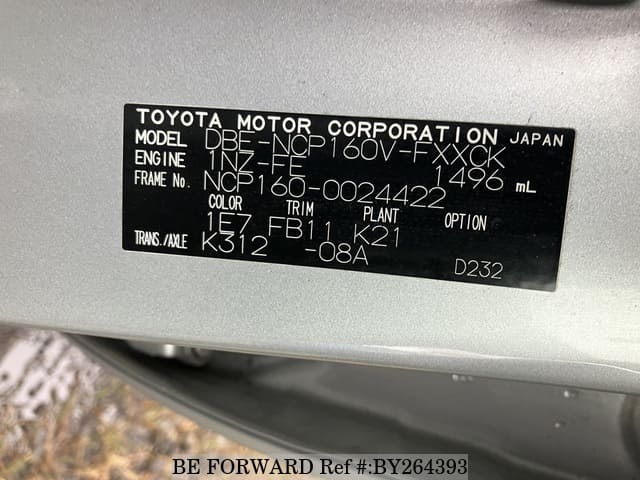 TOYOTA MOTOR CORPORATION JAPAN
MODEL DBE-NCP160V-FXXCK
ENGINE 1NZ-FE 1496 mL
FRAME No. NCP160-0024422
COLOR TRIM PLANT OPTION
1E7 FB11 K21
TRANS./AXLE K312 -08A
D232
BE FORWARD Ref #:BY264393